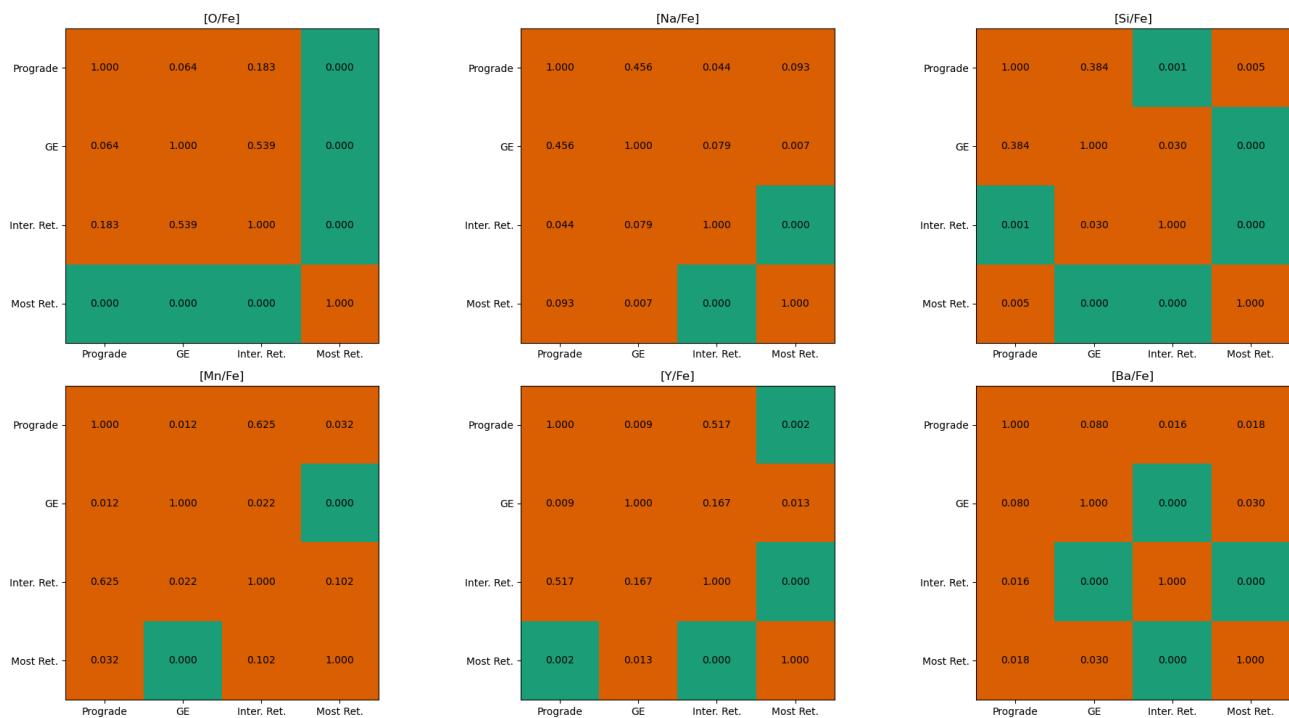 [O/Fe]
Prograde 1.000 0.064 0.183 0.000
GE 0.064 1.000 0.539 0.000
Inter. Ret. 0.183 0.539 1.000 0.000
Most Ret. 0.000 0.000 0.000 1.000
Prograde GE Inter. Ret. Most Ret.
[Na/Fe]
Prograde 1.000 0.456 0.044 0.093
GE 0.456 1.000 0.079 0.007
Inter. Ret. 0.044 0.079 1.000 0.000
Most Ret. 0.093 0.007 0.000 1.000
Prograde GE Inter. Ret. Most Ret.
[Si/Fe]
Prograde 1.000 0.384 0.001 0.005
GE 0.384 1.000 0.030 0.000
Inter. Ret. 0.001 0.030 1.000 0.000
Most Ret. 0.005 0.000 0.000 1.000
Prograde GE Inter. Ret. Most Ret.
[Mn/Fe]
Prograde 1.000 0.012 0.625 0.032
GE 0.012 1.000 0.022 0.000
Inter. Ret. 0.625 0.022 1.000 0.102
Most Ret. 0.032 0.000 0.102 1.000
Prograde GE Inter. Ret. Most Ret.
[Y/Fe]
Prograde 1.000 0.009 0.517 0.002
GE 0.009 1.000 0.167 0.013
Inter. Ret. 0.517 0.167 1.000 0.000
Most Ret. 0.002 0.013 0.000 1.000
Prograde GE Inter. Ret. Most Ret.
[Ba/Fe]
Prograde 1.000 0.080 0.016 0.018
GE 0.080 1.000 0.000 0.030
Inter. Ret. 0.016 0.000 1.000 0.000
Most Ret. 0.018 0.030 0.000 1.000
Prograde GE Inter. Ret. Most Ret.